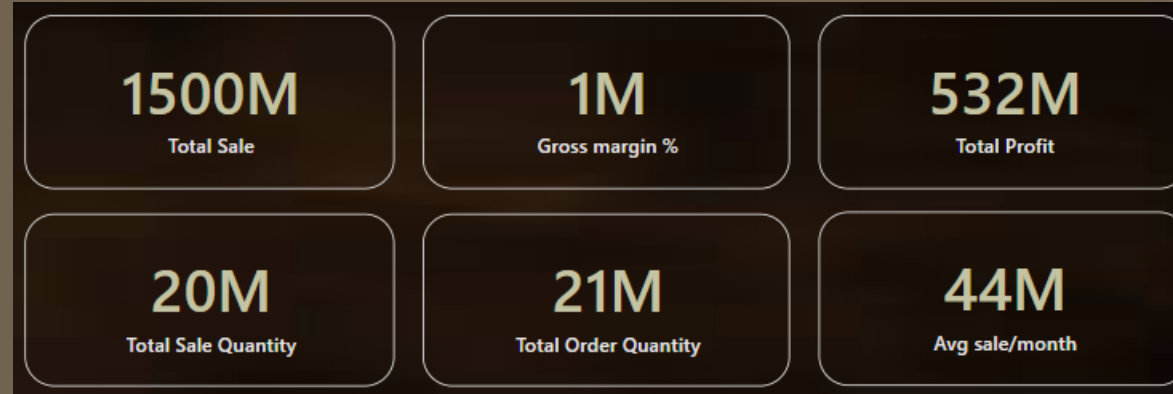 1500M
Total Sale
1M
Gross margin %
532M
Total Profit
20M
Total Sale Quantity
21M
Total Order Quantity
44M
Avg sale/month